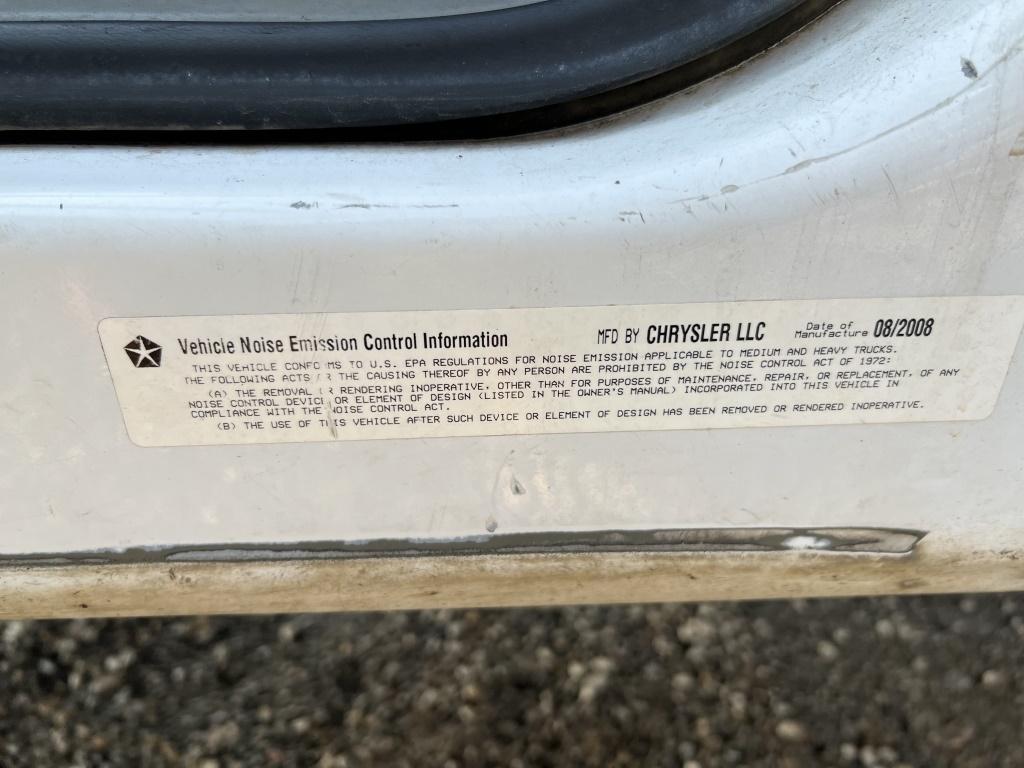 Vehicle Noise Emission Control Information MFD BY CHRYSLER LLC Date of Manufacture 08/2008
THIS VEHICLE CONFO MS TO U.S. EPA REGULATIONS FOR NOISE EMISSION APPLICABLE TO MEDIUM AND HEAVY TRUCKS.
THE FOLLOWING ACTS R THE CAUSING THEREOF BY ANY PERSON ARE PROHIBITED BY THE NOISE CONTROL ACT OF 1972:
(A) THE REMOVAL R RENDERING INOPERATIVE, OTHER THAN FOR PURPOSES OF MAINTENANCE, REPAIR, OR REPLACEMENT, OF ANY
NOISE CONTROL DEVICE OR ELEMENT OF DESIGN (LISTED IN THE OWNER'S MANUAL) INCORPORATED INTO THIS VEHICLE IN
COMPLIANCE WITH THE NOISE CONTROL ACT.
(B) THE USE OF THIS VEHICLE AFTER SUCH DEVICE OR ELEMENT OF DESIGN HAS BEEN REMOVED OR RENDERED INOPERATIVE.